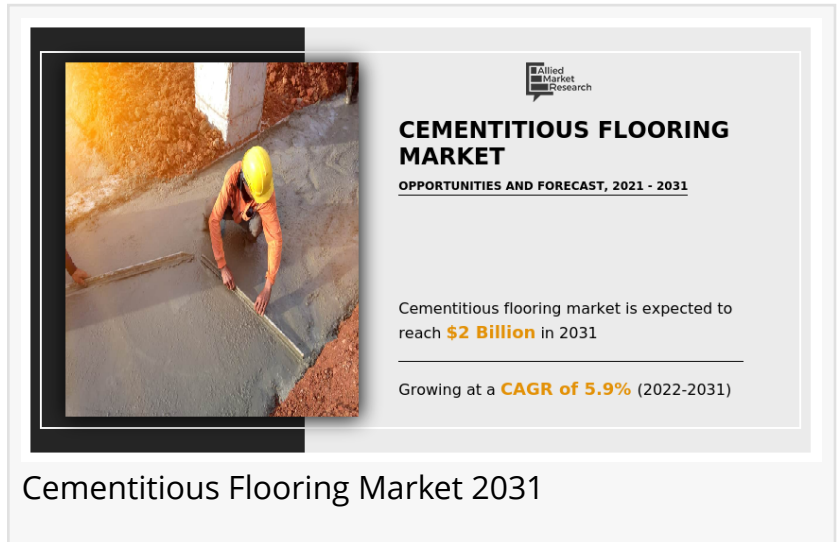 Allied
Market
Research
CEMENTITIOUS FLOORING
MARKET
OPPORTUNITIES AND FORECAST, 2021 - 2031
Cementitious flooring market is expected to
reach $2 Billion in 2031
Growing at a CAGR of 5.9% (2022-2031)
Cementitious Flooring Market 2031